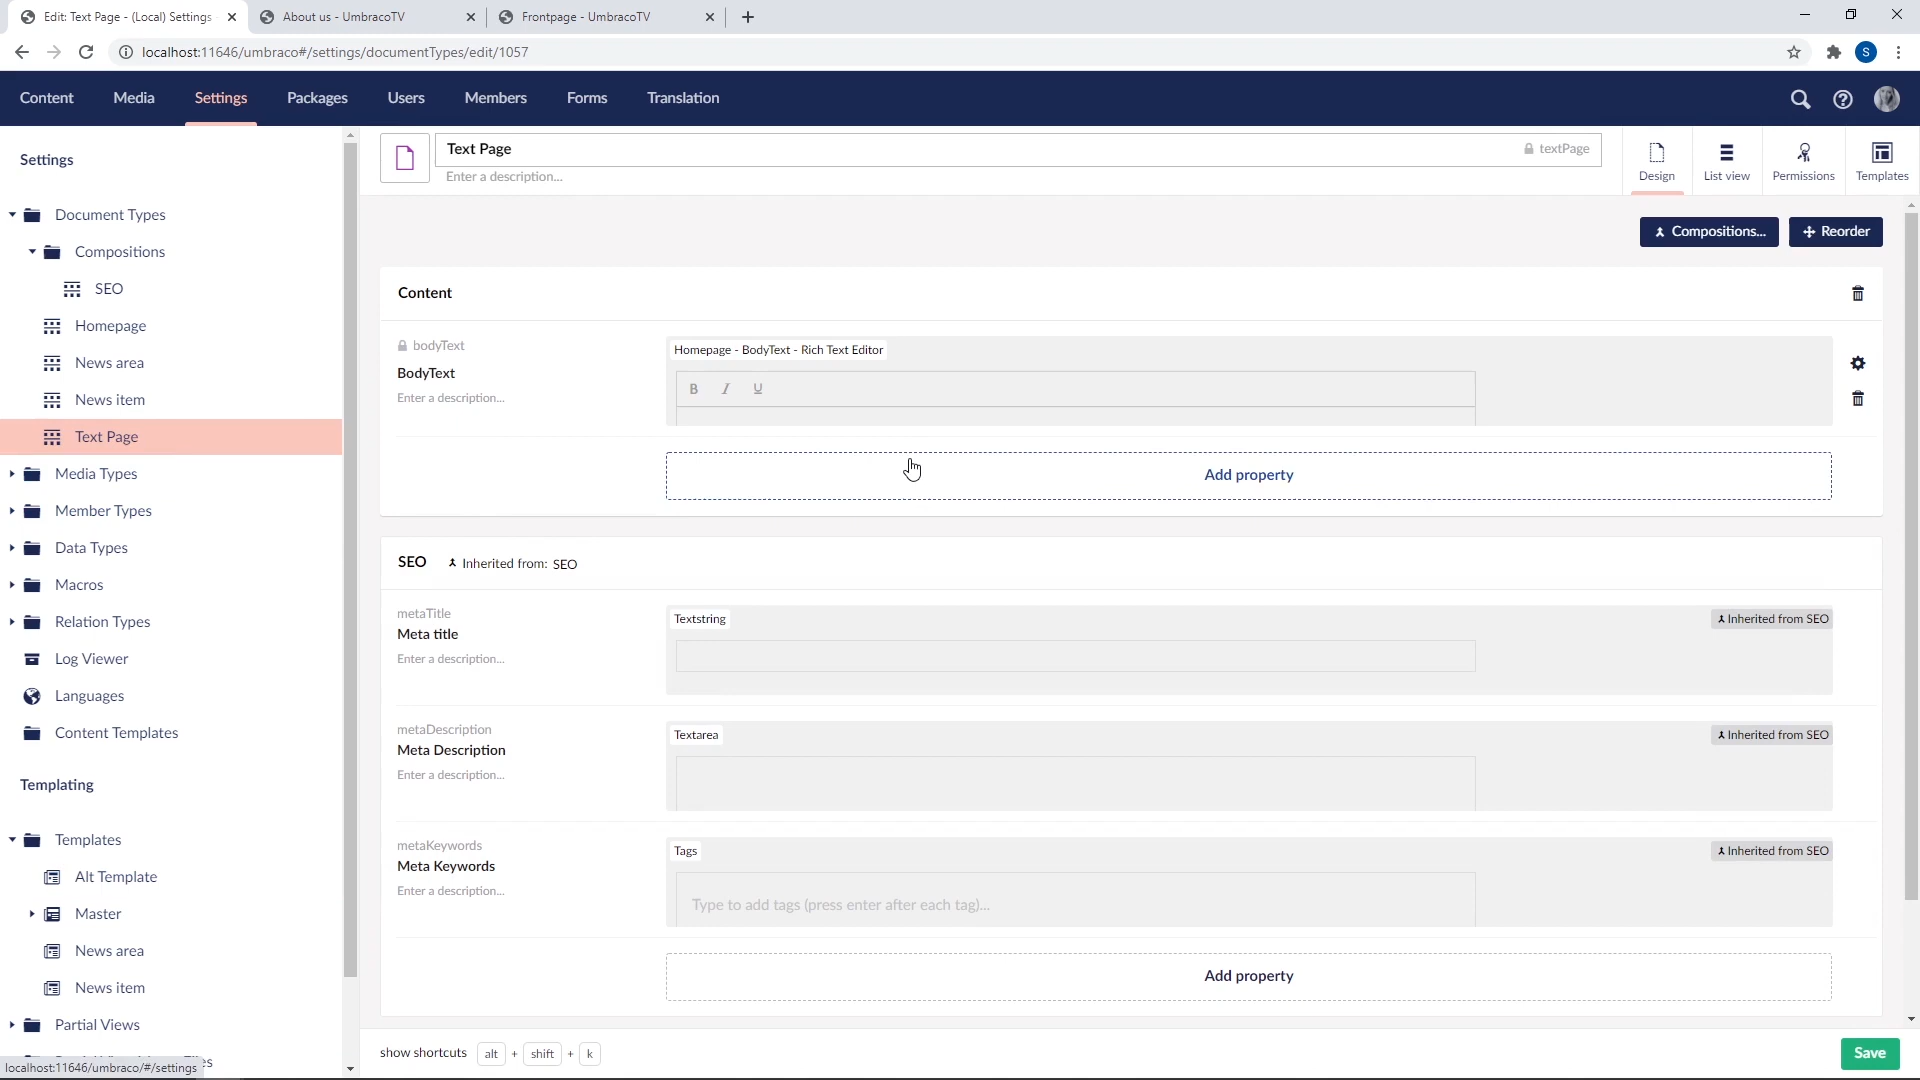 Edit: Text Page - (Local) Settings
About us - UmbracoTV
Frontpage - UmbracoTV
localhost:11646/umbraco#/settings/documentTypes/edit/1057
S
Content
Media
Settings
Packages
Users
Members
Forms
Translation
Settings
Document Types
Compositions
SEO
Homepage
News area
News item
Text Page
Media Types
Member Types
Data Types
Macros
Relation Types
Log Viewer
Languages
Content Templates
Templating
Templates
Alt Template
Master
News area
News item
Partial Views
localhost:11646/umbraco/#/settings
Text Page
textPage
Enter a description...
Design
List view
Permissions
Templates
Compositions...
Reorder
Content
bodyText
BodyText
Enter a description...
Homepage - BodyText - Rich Text Editor
B I U
Add property
SEO
Inherited from: SEO
metaTitle
Meta title
Enter a description...
Textstring
Inherited from SEO
metaDescription
Meta Description
Enter a description...
Textarea
Inherited from SEO
metaKeywords
Meta Keywords
Enter a description...
Tags
Inherited from SEO
Type to add tags (press enter after each tag)...
Add property
show shortcuts alt + shift + k
Save